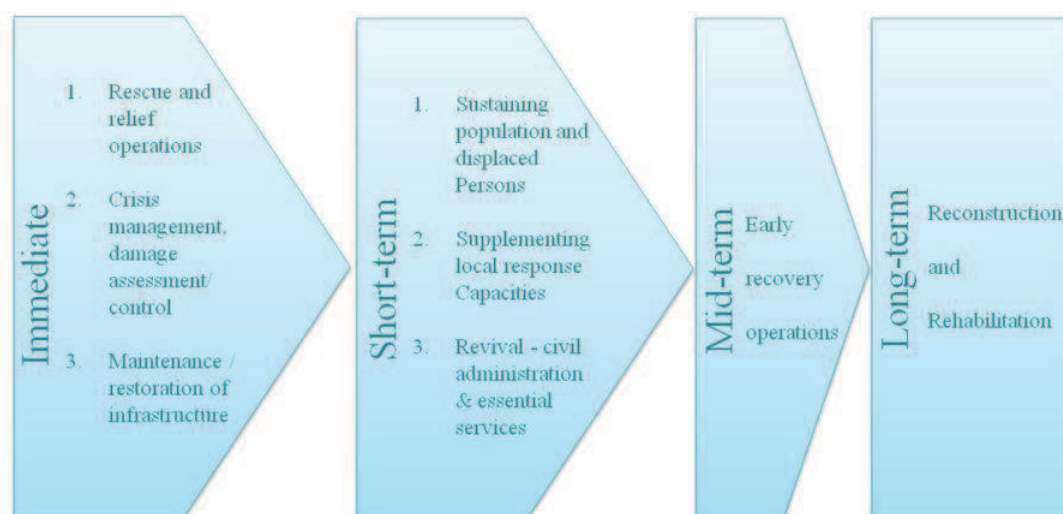 Immediate
1. Rescue and
relief
operations
2. Crisis
management,
damage
assessment/
control
3. Maintenance /
restoration of
infrastructure
Short-term
1. Sustaining
population and
displaced
Persons
2. Supplementing
local response
Capacities
3. Revival - civil
administration
& essential
services
Mid-term
Early
recovery
operations
Long-term
Reconstruction
and
Rehabilitation